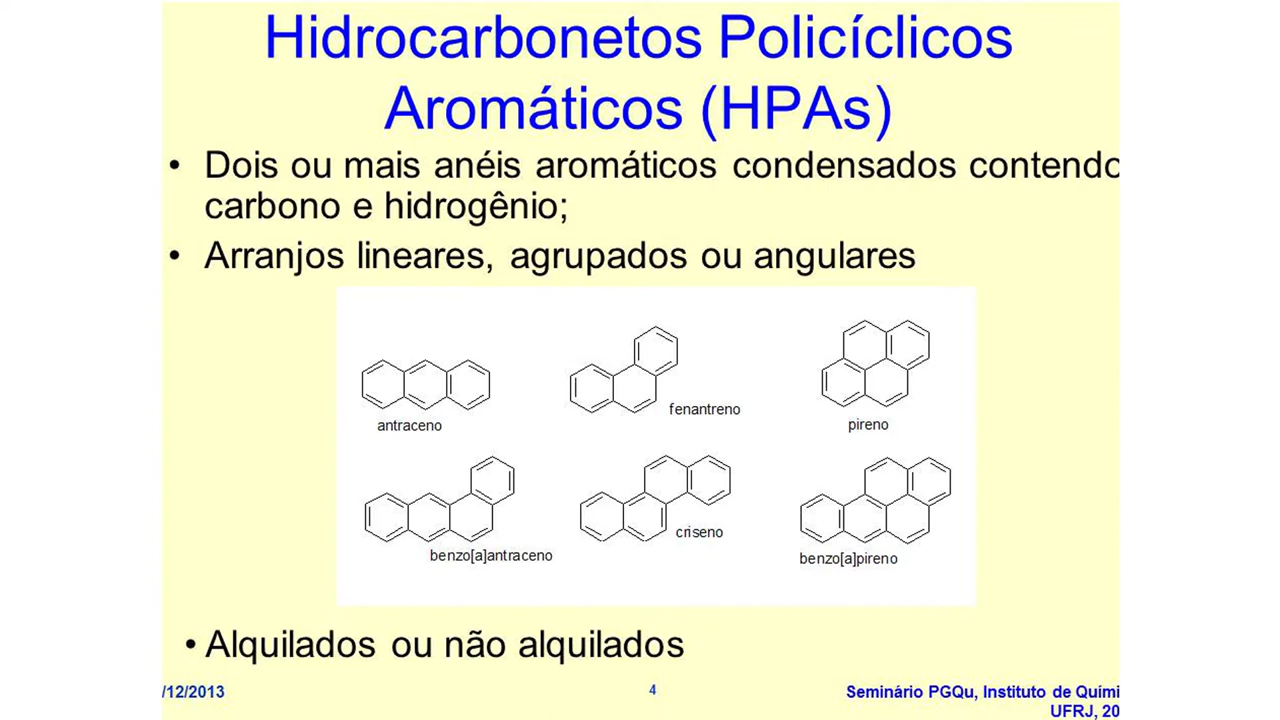 Hidrocarbonetos Policíclicos
Aromáticos (HPAs)
• Dois ou mais anéis aromáticos condensados contendo
carbono e hidrogênio;
• Arranjos lineares, agrupados ou angulares
antraceno
fenantreno
pireno
benzo[a]antraceno
criseno
benzo[a]pireno
• Alquilados ou não alquilados
/12/2013
4
Seminário PGQu, Instituto de Quími
UFRJ, 20